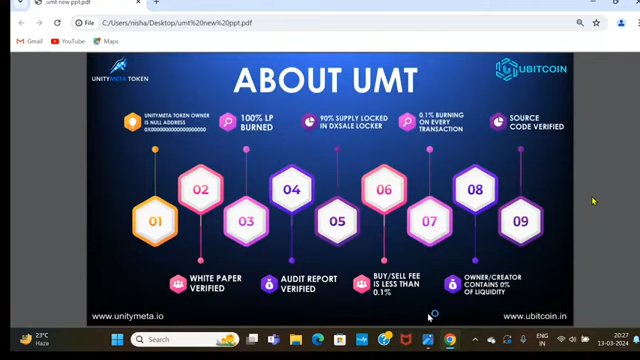 umt new ppt.pdf
File C:/Users/nisha/Desktop/umt%20new%20ppt.pdf
Gmail YouTube Maps
UNITYMETA TOKEN
ABOUT UMT
UBITCOIN
UNITYMETA TOKEN OWNER
IS NULL ADDRESS
100% LP
BURNED
90% SUPPLY LOCKED
IN DXSALE LOCKER
0.1% BURNING
ON EVERY
TRANSACTION
SOURCE
CODE VERIFIED
01 02 03 04 05 06 07 08 09
WHITE PAPER
VERIFIED
AUDIT REPORT
VERIFIED
BUY/SELL FEE
IS LESS THAN
0.1%
OWNER/CREATOR
CONTAINS 0%
OF LIQUIDITY
www.unitymeta.io
www.ubitcoin.in
23°C
Haze
Search
ENG
IN
20:27
13-03-2024